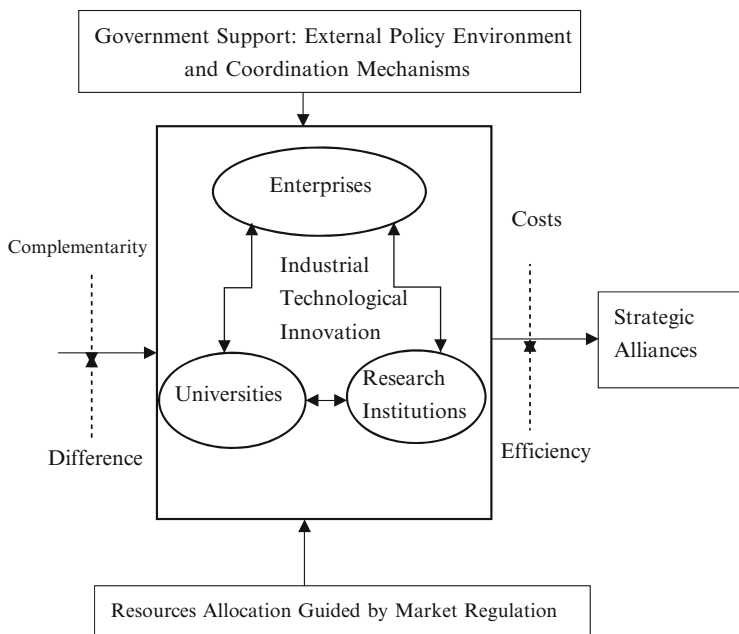 Government Support: External Policy Environment
and Coordination Mechanisms
Enterprises
Costs
Complementarity
Industrial
Technological
Innovation
Strategic
Alliances
Universities
Research
Institutions
Difference
Efficiency
Resources Allocation Guided by Market Regulation